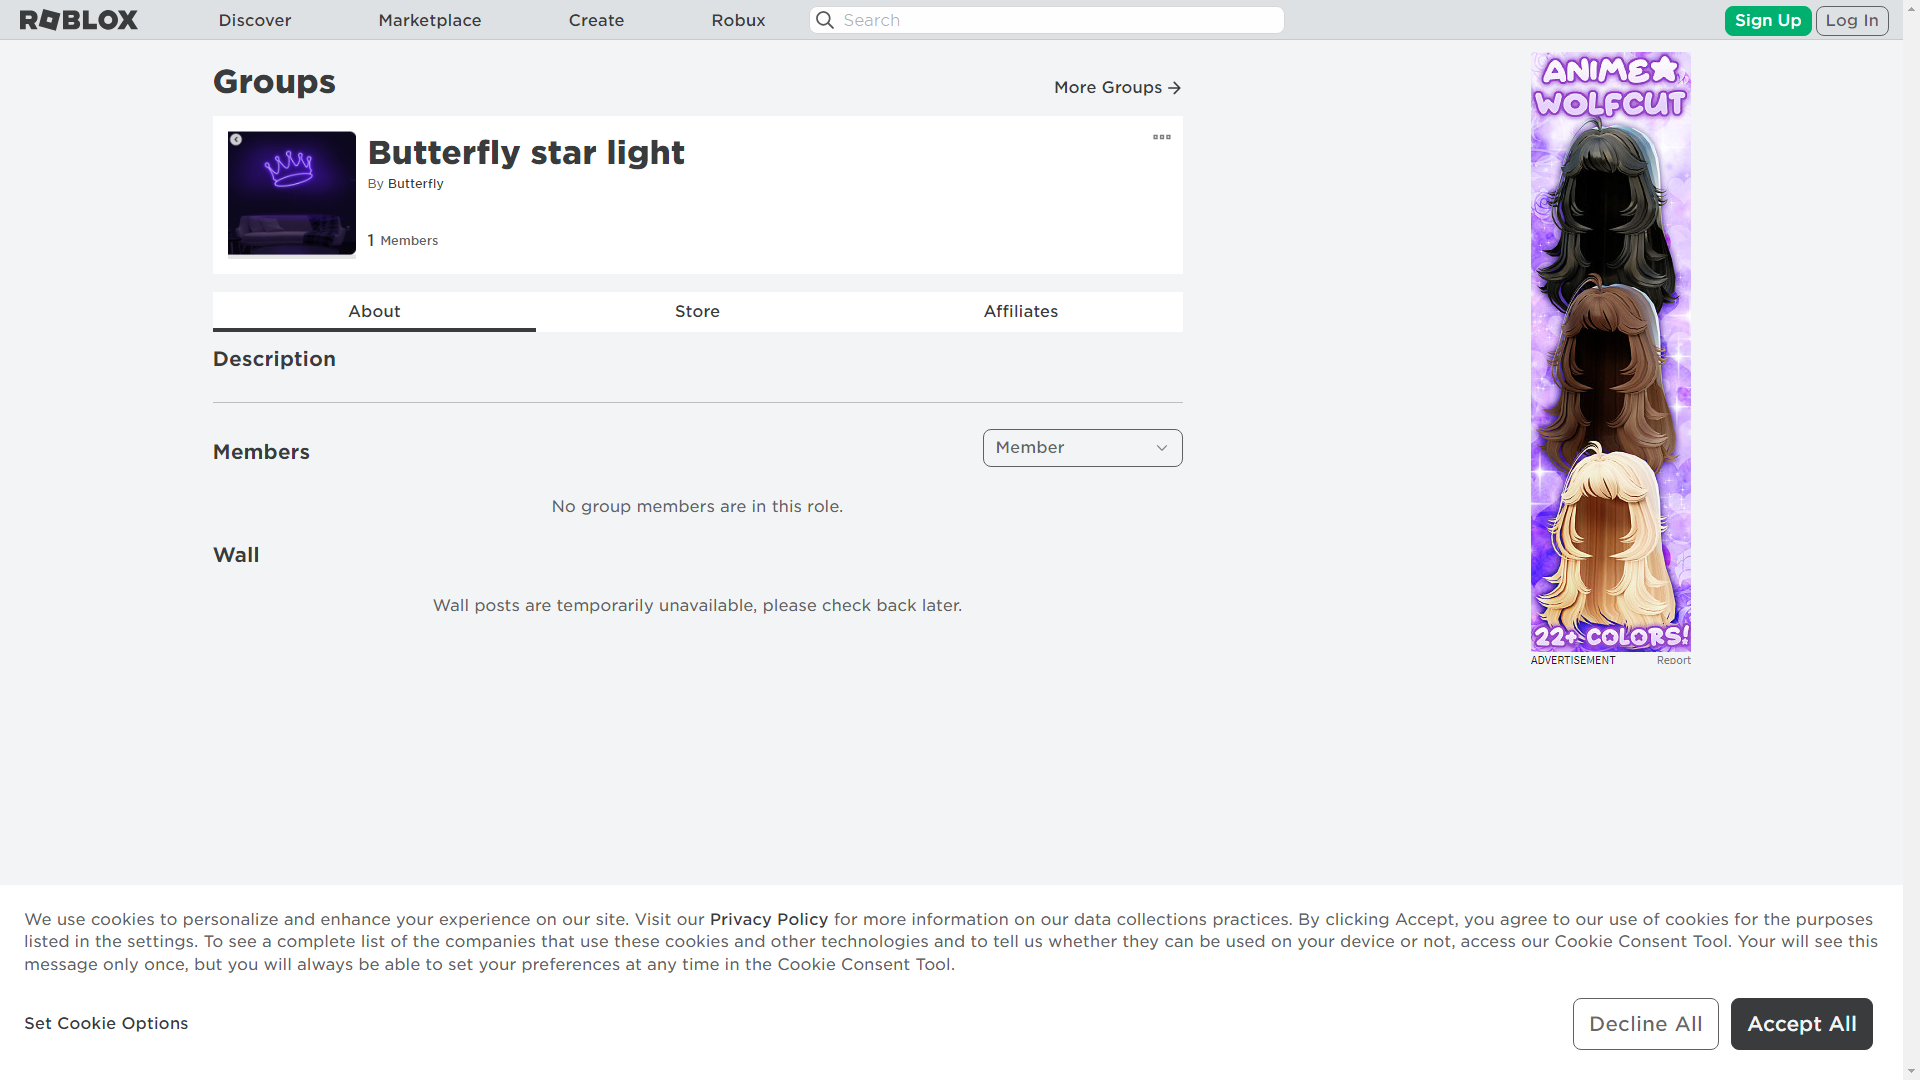 ROBLOX Discover Marketplace Create Robux Search Sign Up Log In
Groups
More Groups
Butterfly star light
By Butterfly
1 Members
About Store Affiliates
Description
Members
Member
No group members are in this role.
Wall
Wall posts are temporarily unavailable, please check back later.
ANIME
WOLFCUT
22+ COLORS!
ADVERTISEMENT Report
We use cookies to personalize and enhance your experience on our site. Visit our Privacy Policy for more information on our data collections practices. By clicking Accept, you agree to our use of cookies for the purposes
listed in the settings. To see a complete list of the companies that use these cookies and other technologies and to tell us whether they can be used on your device or not, access our Cookie Consent Tool. Your will see this
message only once, but you will always be able to set your preferences at any time in the Cookie Consent Tool.
Set Cookie Options
Decline All
Accept All